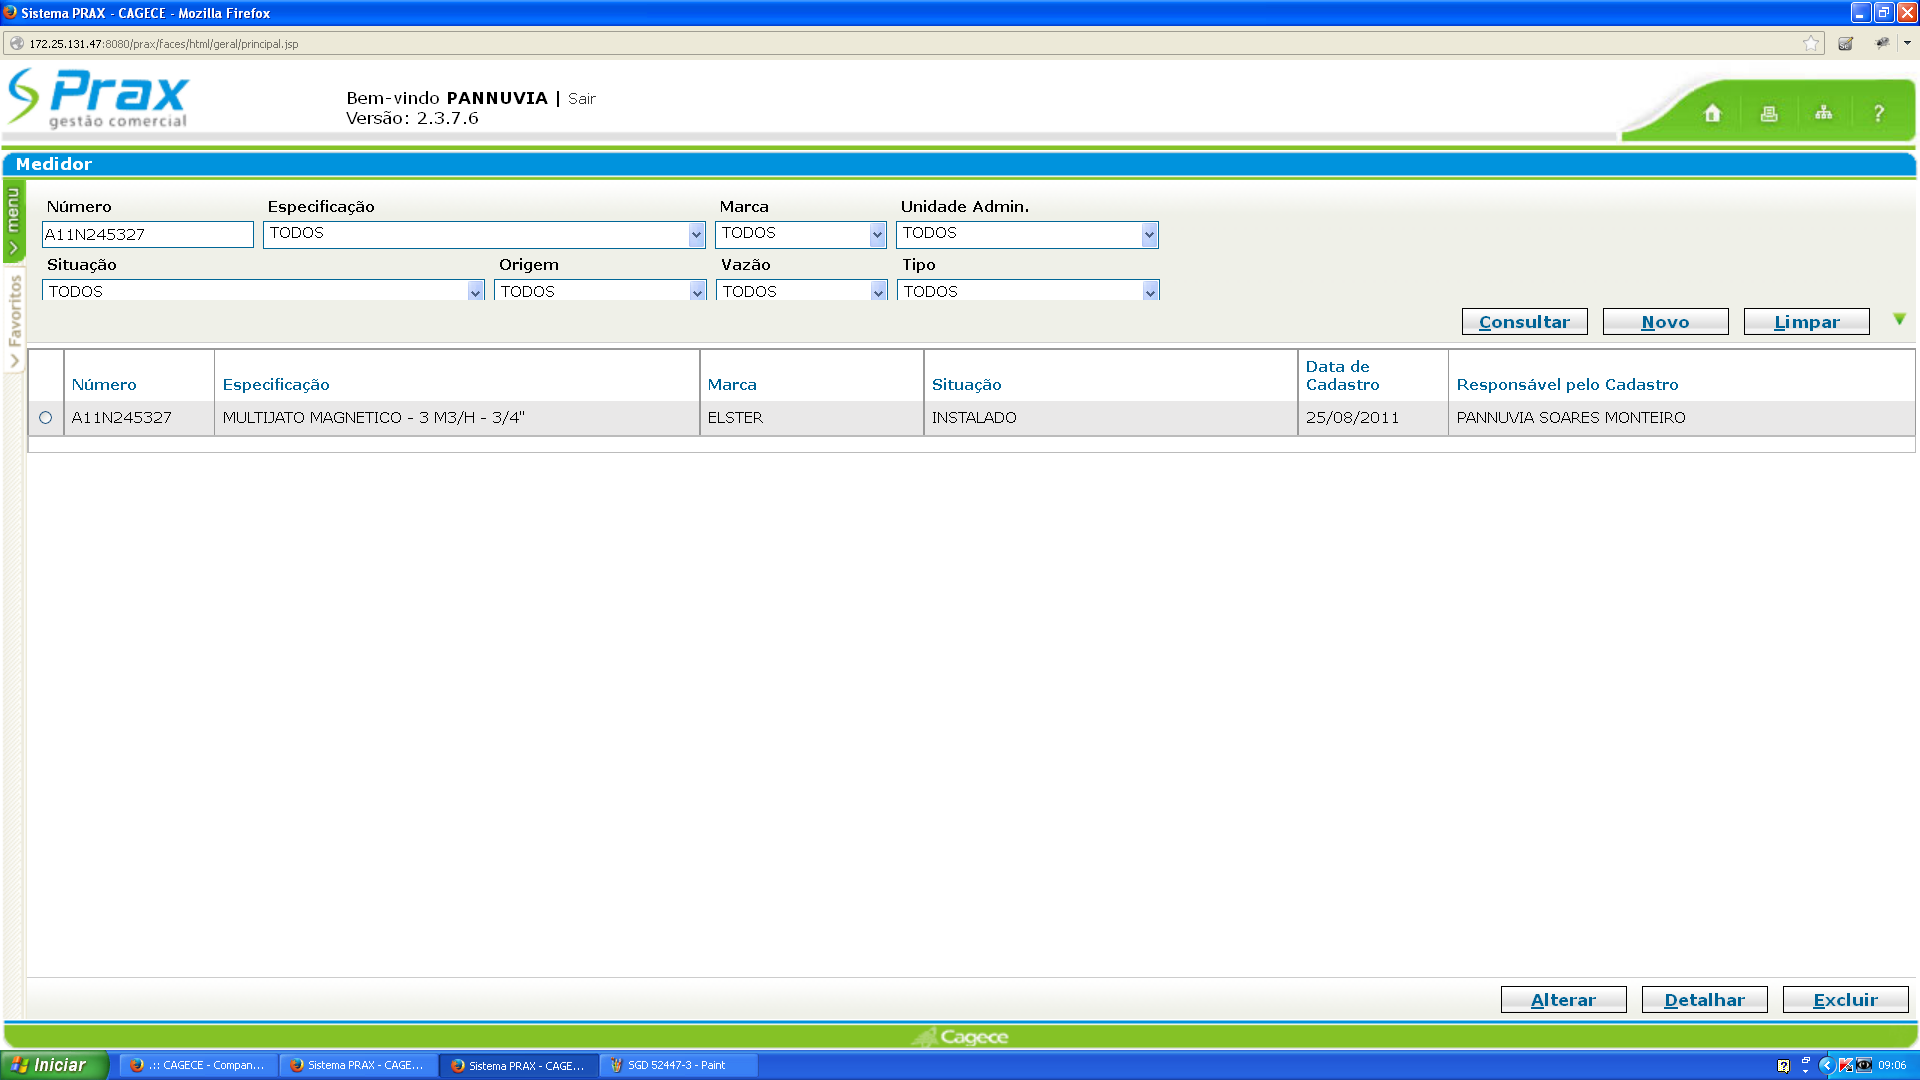 Sistema PRAX - CAGECE - Mozilla Firefox
172.25.131.47:8080/prax/faces/html/geral/principal.jsp
Prax
gestão comercial
Bem-vindo PANNUVIA | Sair
Versão: 2.3.7.6
?
Medidor
menu
Favoritos
Número Especificação Marca Unidade Admin.
A11N245327 TODOS TODOS TODOS
Situação Origem Vazão Tipo
TODOS TODOS TODOS TODOS
Consultar Novo Limpar
Número Especificação Marca Situação Data de Cadastro Responsável pelo Cadastro
A11N245327 MULTIJATO MAGNETICO - 3 M3/H - 3/4" ELSTER INSTALADO 25/08/2011 PANNUVIA SOARES MONTEIRO
Alterar Detalhar Excluir
Cagece
Iniciar .:: CAGECE - Compan... Sistema PRAX - CAGE... Sistema PRAX - CAGE... SGD 52447-3 - Paint 09:06